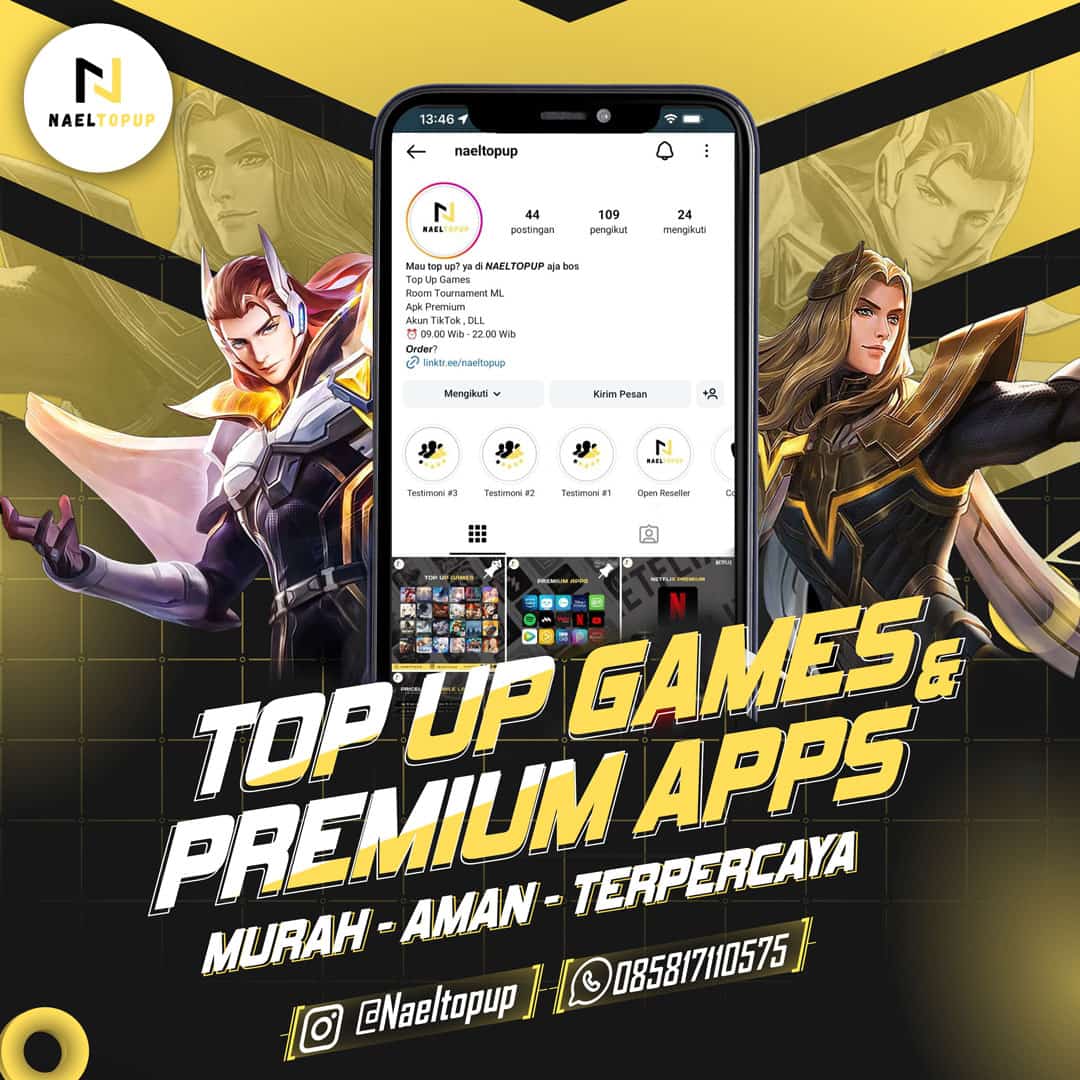 N
NAELTOPUP
13:46
naeltopup
NAELTOPUP
44
109
24
postingan
pengikut
mengikuti
Mau top up? ya di NAELTOPUP aja bos
Top Up Games
Room Tournament ML
Apk Premium
Akun TikTok , DLL
⏰ 09.00 Wib - 22.00 Wib
Order?
linktr.ee/naeltopup
Mengikuti
Kirim Pesan
NAELTOPUP
Testimoni #3
Testimoni #2
Testimoni #1
Open Reseller
TOP UP GAMES
PREMIUM APPS
NETFLIX PREMIUM
N
TOP UP GAMES &
PREMIUM APPS
MURAH - AMAN - TERPERCAYA
@Naeltopup
085817110575